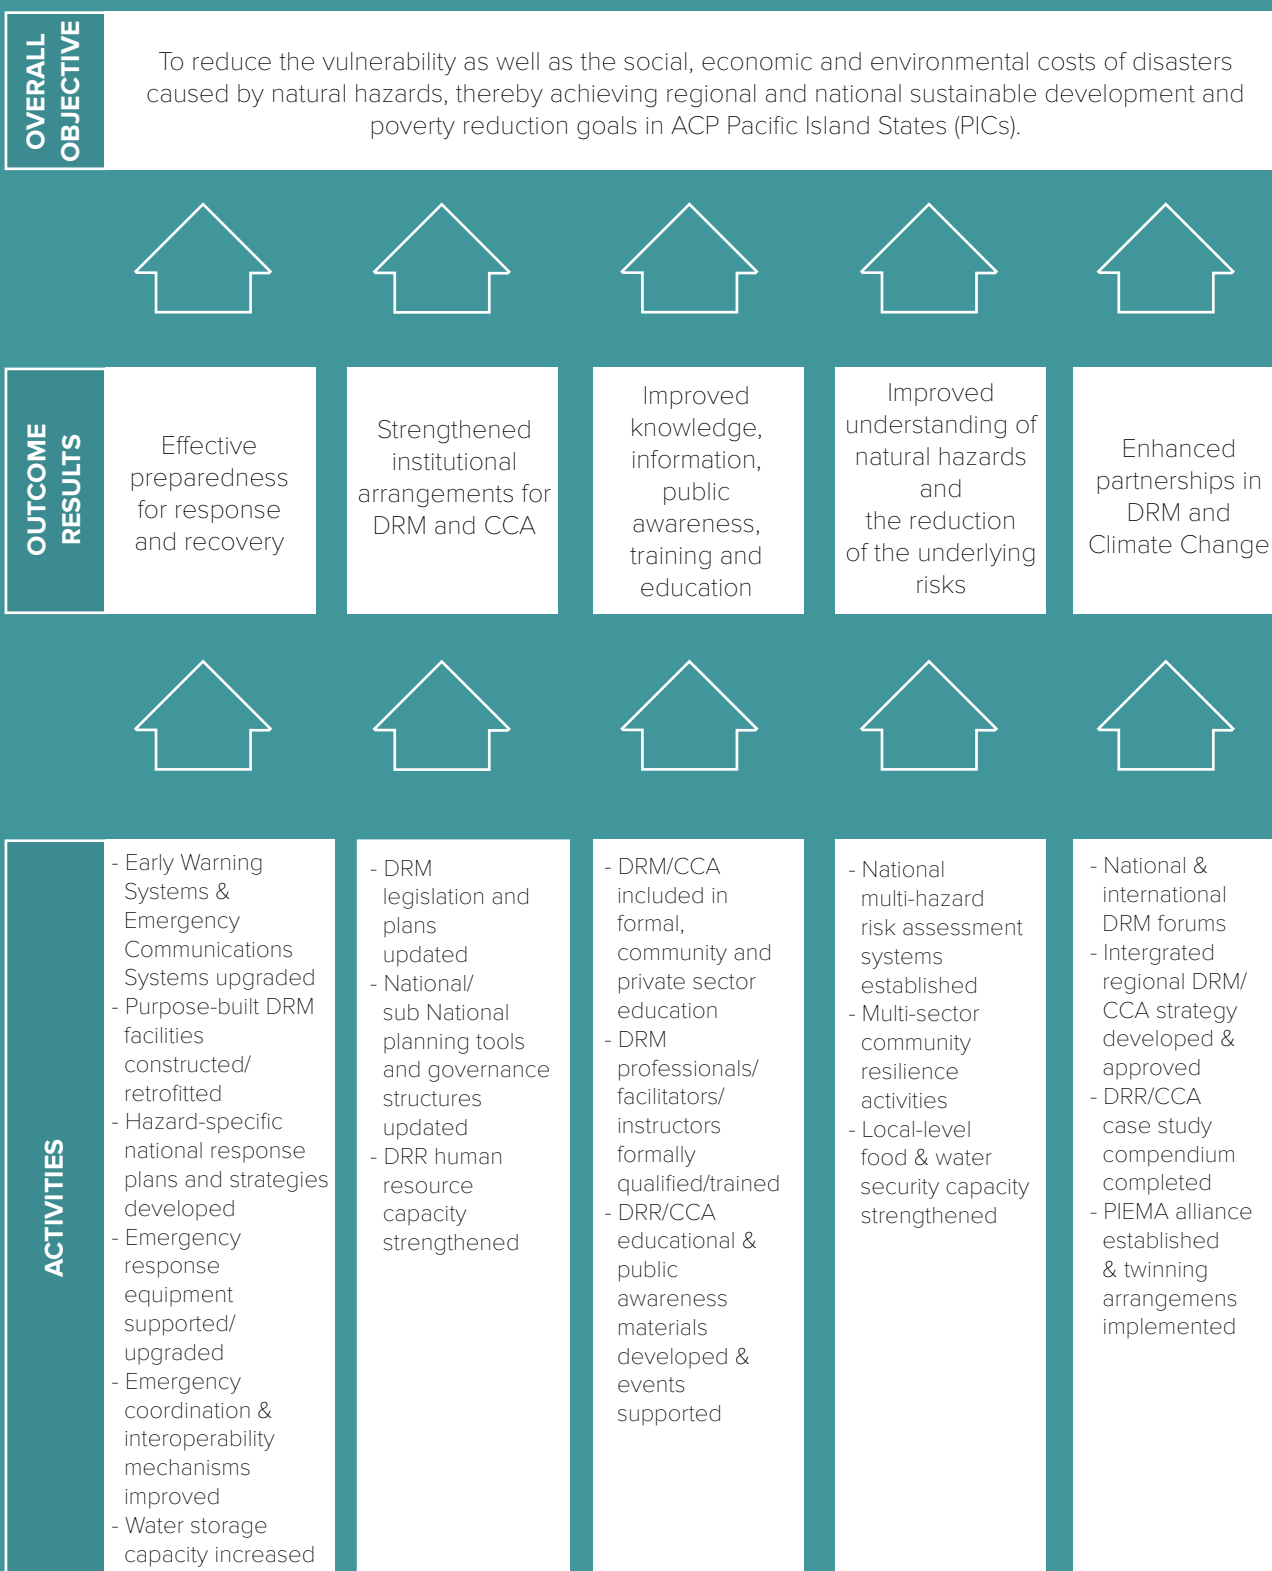 OVERALL
OBJECTIVE
To reduce the vulnerability as well as the social, economic and environmental costs of disasters
caused by natural hazards, thereby achieving regional and national sustainable development and
poverty reduction goals in ACP Pacific Island States (PICs).
OUTCOME
RESULTS
Effective
preparedness
for response
and recovery
Strengthened
institutional
arrangements for
DRM and CCA
Improved
knowledge,
information,
public
awareness,
training and
education
Improved
understanding of
natural hazards
and
the reduction
of the underlying
risks
Enhanced
partnerships in
DRM and
Climate Change
ACTIVITIES
- Early Warning
Systems &
Emergency
Communications
Systems upgraded
- Purpose-built DRM
facilities
constructed/
retrofitted
- Hazard-specific
national response
plans and strategies
developed
- Emergency
response
equipment
supported/
upgraded
- Emergency
coordination &
interoperability
mechanisms
improved
- Water storage
capacity increased
- DRM
legislation and
plans
updated
- National/
sub National
planning tools
and governance
structures
updated
- DRR human
resource
capacity
strengthened
- DRM/CCA
included in
formal,
community and
private sector
education
- DRM
professionals/
facilitators/
instructors
formally
qualified/trained
- DRR/CCA
educational &
public
awareness
materials
developed &
events
supported
- National
multi-hazard
risk assessment
systems
established
- Multi-sector
community
resilience
activities
- Local-level
food & water
security capacity
strengthened
- National &
international
DRM forums
- Intergrated
regional DRM/
CCA strategy
developed &
approved
- DRR/CCA
case study
compendium
completed
- PIEMA alliance
established
& twinning
arrangemens
implemented